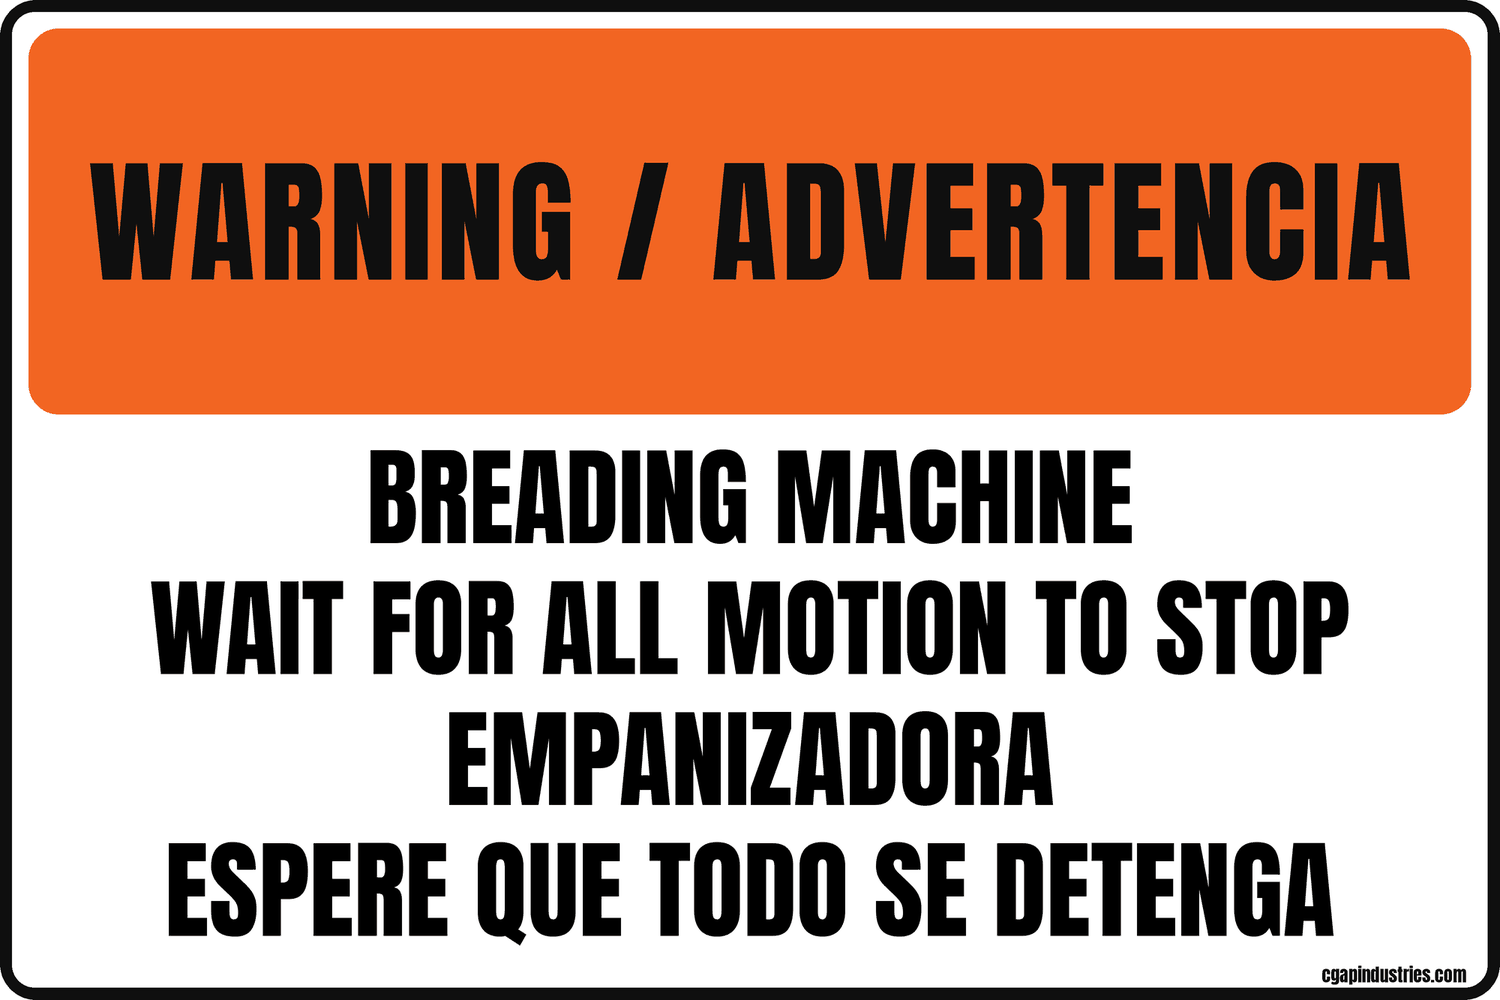 WARNING / ADVERTENCIA
BREADING MACHINE
WAIT FOR ALL MOTION TO STOP
EMPANIZADORA
ESPERE QUE TODO SE DETENGA
cgapindustries.com